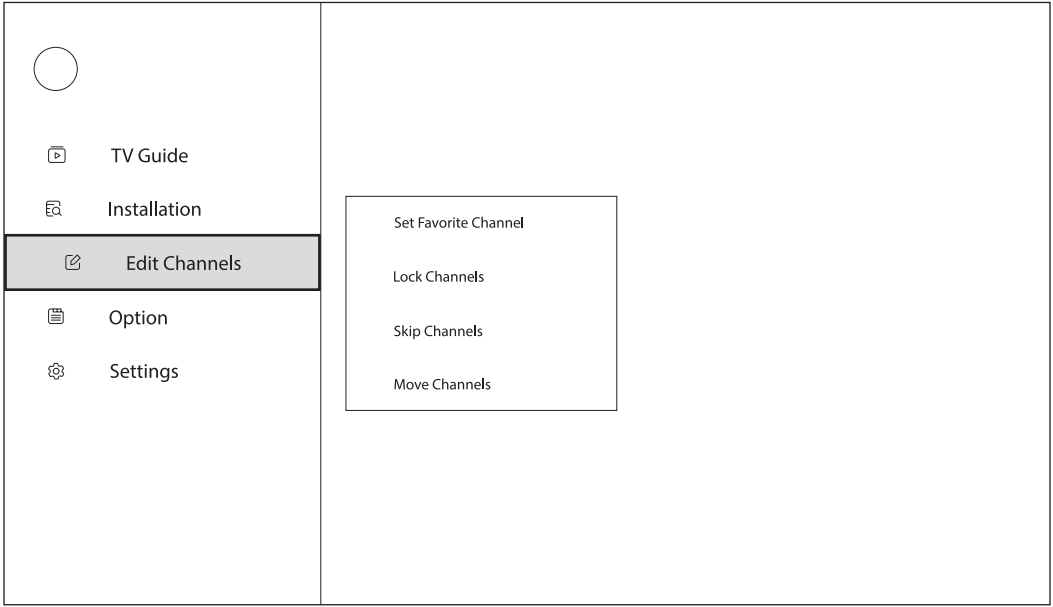 TV Guide
Installation
Edit Channels
Option
Settings
Set Favorite Channel
Lock Channels
Skip Channels
Move Channels